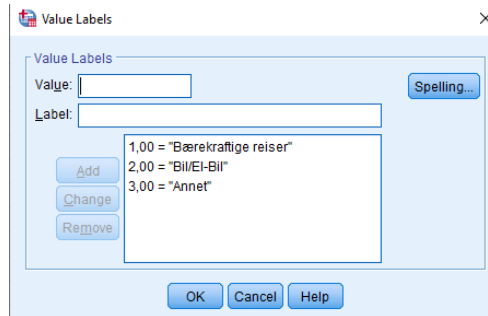 Value Labels
Value Labels
Value:
Spelling...
Label:
1,00 = "Bærekraftige reiser"
2,00 = "Bil/El-Bil"
3,00 = "Annet"
Add
Change
Remove
OK Cancel Help